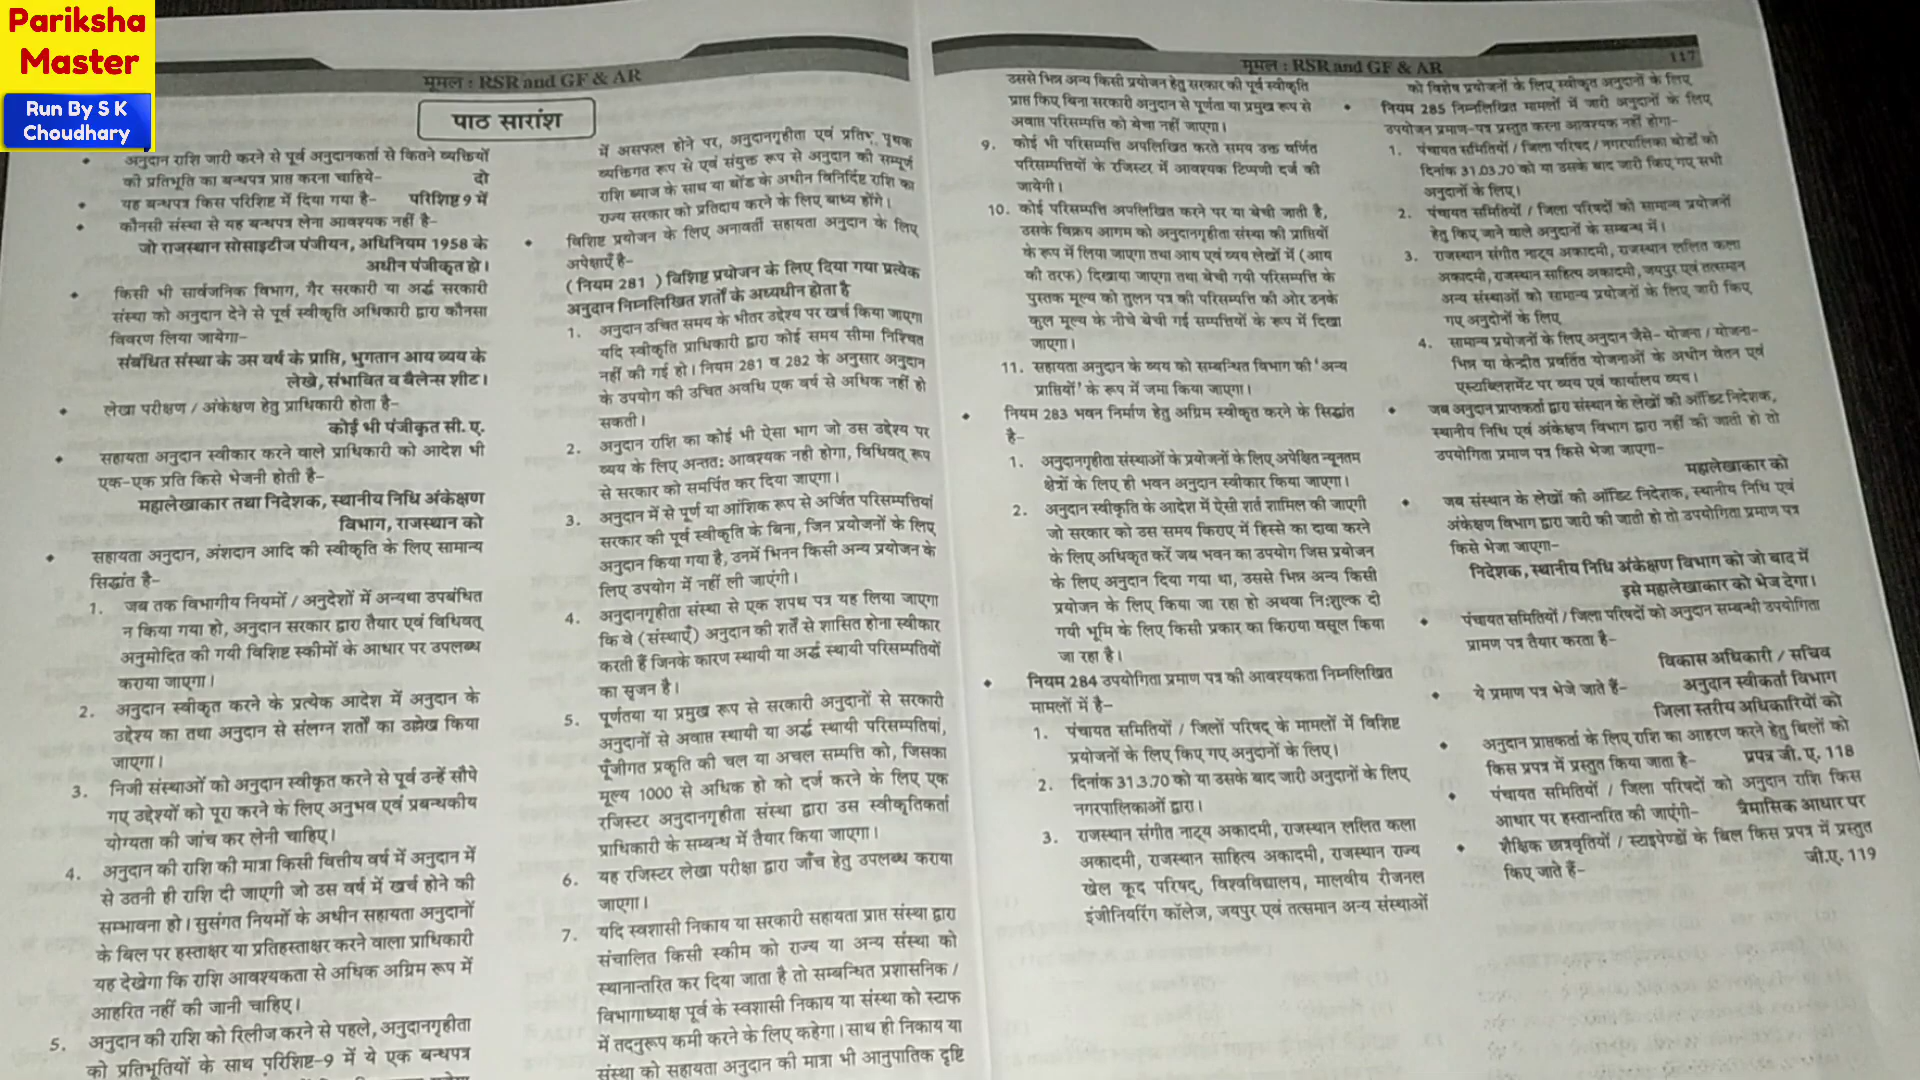 Pariksha
Master
Run By S K
Choudhary
मूमल : RSR and GF & AR
पाठ सारांश
• अनुदान राशि जारी करने से पूर्व अनुदानकर्ता से कितने व्यक्तियों
की प्रतिभूति का बन्धपत्र प्राप्त करना चाहिये- दो
• यह बन्धपत्र किस परिशिष्ट में दिया गया है- परिशिष्ट 9 में
• कौनसी संस्था से यह बन्धपत्र लेना आवश्यक नहीं है-
जो राजस्थान सोसाइटीज पंजीयन, अधिनियम 1958 के
अधीन पंजीकृत हो।
• किसी भी सार्वजनिक विभाग, गैर सरकारी या अर्द्ध सरकारी
संस्था को अनुदान देने से पूर्व स्वीकृति अधिकारी द्वारा कौनसा
विवरण लिया जायेगा-
संबंधित संस्था के उस वर्ष के प्राप्ति, भुगतान आय व्यय के
लेखे, संभावित व बैलेन्स शीट।
• लेखा परीक्षण / अंकेक्षण हेतु प्राधिकारी होता है-
कोई भी पंजीकृत सी. ए.
• सहायता अनुदान स्वीकार करने वाले प्राधिकारी को आदेश भी
एक-एक प्रति किसे भेजनी होती है-
महालेखाकार तथा निदेशक, स्थानीय निधि अंकेक्षण
विभाग, राजस्थान को
• सहायता अनुदान, अंशदान आदि की स्वीकृति के लिए सामान्य
सिद्धांत है-
1. जब तक विभागीय नियमों / अनुदेशों में अन्यथा उपबंधित
न किया गया हो, अनुदान सरकार द्वारा तैयार एवं विधिवत्
अनुमोदित की गयी विशिष्ट स्कीमों के आधार पर उपलब्ध
कराया जाएगा।
2. अनुदान स्वीकृत करने के प्रत्येक आदेश में अनुदान के
उद्देश्य का तथा अनुदान से संलग्न शर्तों का उल्लेख किया
जाएगा।
3. निजी संस्थाओं को अनुदान स्वीकृत करने से पूर्व उन्हें सौपे
गए उद्देश्यों को पूरा करने के लिए अनुभव एवं प्रबन्धकीय
योग्यता की जांच कर लेनी चाहिए।
4. अनुदान की राशि की मात्रा किसी वित्तीय वर्ष में अनुदान में
से उतनी ही राशि दी जाएगी जो उस वर्ष में खर्च होने की
सम्भावना हो। सुसंगत नियमों के अधीन सहायता अनुदानों
के बिल पर हस्ताक्षर या प्रतिहस्ताक्षर करने वाला प्राधिकारी
यह देखेगा कि राशि आवश्यकता से अधिक अग्रिम रूप में
आहरित नहीं की जानी चाहिए।
5. अनुदान की राशि को रिलीज करने से पहले, अनुदानगृहीता
को प्रतिभूतियों के साथ परिशिष्ट-9 में ये एक बन्धपत्र
में असफल होने पर, अनुदानगृहीता एवं प्रतिभू, पृथक
व्यक्तिगत रूप से एवं संयुक्त रूप से अनुदान की सम्पूर्ण
राशि ब्याज के साथ या बॉड के अधीन विनिर्दिष्ट राशि का
राज्य सरकार को प्रतिदाय करने के लिए बाध्य होंगे।
• विशिष्ट प्रयोजन के लिए अनावर्ती सहायता अनुदान के लिए
अपेक्षाएँ है-
( नियम 281 ) विशिष्ट प्रयोजन के लिए दिया गया प्रत्येक
अनुदान निम्नलिखित शर्तों के अध्यधीन होता है
1. अनुदान उचित समय के भीतर उद्देश्य पर खर्च किया जाएगा
यदि स्वीकृति प्राधिकारी द्वारा कोई समय सीमा निश्चित
नहीं की गई हो। नियम 281 व 282 के अनुसार अनुदान
के उपयोग की उचित अवधि एक वर्ष से अधिक नहीं हो
सकती।
2. अनुदान राशि का कोई भी ऐसा भाग जो उस उद्देश्य पर
व्यय के लिए अन्ततः आवश्यक नही होगा, विधिवत् रूप
से सरकार को समर्पित कर दिया जाएगा।
3. अनुदान में से पूर्ण या आंशिक रूप से अर्जित परिसम्पत्तियां
सरकार की पूर्व स्वीकृति के बिना, जिन प्रयोजनों के लिए
अनुदान किया गया है, उनमें भिनन किसी अन्य प्रयोजन के
लिए उपयोग में नहीं ली जाएंगी।
4. अनुदानगृहीता संस्था से एक शपथ पत्र यह लिया जाएगा
कि वे (संस्थाएँ) अनुदान की शर्तें से शासित होना स्वीकार
करती हैं जिनके कारण स्थायी या अर्द्ध स्थायी परिसम्पतियों
का सृजन है।
5. पूर्णतया या प्रमुख रूप से सरकारी अनुदानों से सरकारी
अनुदानों से अवाप्त स्थायी या अर्द्ध स्थायी परिसम्पतियां,
पूँजीगत प्रकृति की चल या अचल सम्पत्ति को, जिसका
मूल्य 1000 से अधिक हो को दर्ज करने के लिए एक
रजिस्टर अनुदानगृहीता संस्था द्वारा उस स्वीकृतिकर्ता
प्राधिकारी के सम्बन्ध में तैयार किया जाएगा।
6. यह रजिस्टर लेखा परीक्षा द्वारा जाँच हेतु उपलब्ध कराया
जाएगा।
7. यदि स्वशासी निकाय या सरकारी सहायता प्राप्त संस्था द्वारा
संचालित किसी स्कीम को राज्य या अन्य संस्था को
स्थानान्तरित कर दिया जाता है तो सम्बन्धित प्रशासनिक /
विभागाध्यक्ष पूर्व के स्वशासी निकाय या संस्था को स्टाफ
में तदनुरूप कमी करने के लिए कहेगा। साथ ही निकाय या
संस्था को सहायता अनुदान की मात्रा भी आनुपातिक दृष्टि
मूमल : RSR and GF & AR 117
उससे भिन्न अन्य किसी प्रयोजन हेतु सरकार की पूर्व स्वीकृति
प्राप्त किए बिना सरकारी अनुदान से पूर्णता या प्रमुख रूप से
अवाप्त परिसम्पत्ति को बेचा नहीं जाएगा।
9. कोई भी परिसम्पत्ति अपलिखित करते समय उक्त वर्णित
परिसम्पत्तियों के रजिस्टर में आवश्यक टिप्पणी दर्ज की
जायेगी।
10. कोई परिसम्पत्ति अपलिखित करने पर या बेची जाती है,
उसके विक्रय आगम को अनुदानगृहीता संस्था की प्राप्तियों
के रूप में लिया जाएगा तथा आय एवं व्यय लेखों में (आय
की तरफ) दिखाया जाएगा तथा बेची गयी परिसम्पत्ति के
पुस्तक मूल्य को तुलन पत्र की परिसम्पत्ति की ओर उनके
कुल मूल्य के नीचे बेची गई सम्पत्तियों के रूप में दिखा
जाएगा।
11. सहायता अनुदान के व्यय को सम्बन्धित विभाग की 'अन्य
प्राप्तियों' के रूप में जमा किया जाएगा।
• नियम 283 भवन निर्माण हेतु अग्रिम स्वीकृत करने के सिद्धांत
है-
1. अनुदानगृहीता संस्थाओं के प्रयोजनों के लिए अपेक्षित न्यूनतम
क्षेत्रों के लिए ही भवन अनुदान स्वीकार किया जाएगा।
2. अनुदान स्वीकृति के आदेश में ऐसी शर्त शामिल की जाएगी
जो सरकार को उस समय किराए में हिस्से का दावा करने
के लिए अधिकृत करें जब भवन का उपयोग जिस प्रयोजन
के लिए अनुदान दिया गया था, उससे भिन्न अन्य किसी
प्रयोजन के लिए किया जा रहा हो अथवा निःशुल्क दी
गयी भूमि के लिए किसी प्रकार का किराया वसूल किया
जा रहा है।
• नियम 284 उपयोगिता प्रमाण पत्र की आवश्यकता निम्नलिखित
मामलों में है-
1. पंचायत समितियों / जिलों परिषद् के मामलों में विशिष्ट
प्रयोजनों के लिए किए गए अनुदानों के लिए।
2. दिनांक 31.3.70 को या उसके बाद जारी अनुदानों के लिए
नगरपालिकाओं द्वारा।
3. राजस्थान संगीत नाट्य अकादमी, राजस्थान ललित कला
अकादमी, राजस्थान साहित्य अकादमी, राजस्थान राज्य
खेल कूद परिषद्, विश्वविद्यालय, मालवीय रीजनल
इंजीनियरिंग कॉलेज, जयपुर एवं तत्समान अन्य संस्थाओं
को विशेष प्रयोजनों के लिए स्वीकृत अनुदानों के लिए
• नियम 285 निम्नलिखित मामलों में जारी अनुदानों के लिए
उपयोजन प्रमाण-पत्र प्रस्तुत करना आवश्यक नहीं होगा-
1. पंचायत समितियों / जिला परिषद / नगरपालिका बोर्डों को
दिनांक 31.03.70 को या उसके बाद जारी किए गए सभी
अनुदानों के लिए।
2. पंचायत समितियों / जिला परिषदों को सामान्य प्रयोजनों
हेतु किए जाने वाले अनुदानों के सम्बन्ध में।
3. राजस्थान संगीत नाट्य अकादमी, राजस्थान ललित कला
अकादमी, राजस्थान साहित्य अकादमी, जयपुर एवं तत्समान
अन्य संस्थाओं को सामान्य प्रयोजनों के लिए जारी किए
गए अनुदोनों के लिए
4. सामान्य प्रयोजनों के लिए अनुदान जैसे- योजना / योजना-
भिन्न या केन्द्रीत प्रवर्तित योजनाओं के अधीन वेतन एवं
एस्टाब्लिशमेंट पर व्यय एवं कार्यालय व्यय।
• जब अनुदान प्राप्तकर्ता द्वारा संस्थान के लेखों की ऑडिट निदेशक,
स्थानीय निधि एवं अंकेक्षण विभाग द्वारा नहीं की जाती हो तो
उपयोगिता प्रमाण पत्र किसे भेजा जाएगा-
महालेखाकार को
• जब संस्थान के लेखों की ऑडिट निदेशक, स्थानीय निधि एवं
अंकेक्षण विभाग द्वारा जारी की जाती हो तो उपयोगिता प्रमाण पत्र
किसे भेजा जाएगा-
निदेशक, स्थानीय निधि अंकेक्षण विभाग को जो बाद में
इसे महालेखाकार को भेज देगा।
• पंचायत समितियों / जिला परिषदों को अनुदान सम्बन्धी उपयोगिता
प्रामण पत्र तैयार करता है-
विकास अधिकारी / सचिव
• ये प्रमाण पत्र भेजे जाते हैं- अनुदान स्वीकर्ता विभाग
जिला स्तरीय अधिकारियों को
• अनुदान प्राप्तकर्ता के लिए राशि का आहरण करने हेतु बिलों को
किस प्रपत्र में प्रस्तुत किया जाता है- प्रपत्र जी. ए. 118
• पंचायत समितियों / जिला परिषदों को अनुदान राशि किस
आधार पर हस्तान्तरित की जाएंगी- त्रैमासिक आधार पर
• शैक्षिक छात्रवृतियों / स्टाइपेण्डों के बिल किस प्रपत्र में प्रस्तुत
किए जाते हैं- जी.ए. 119